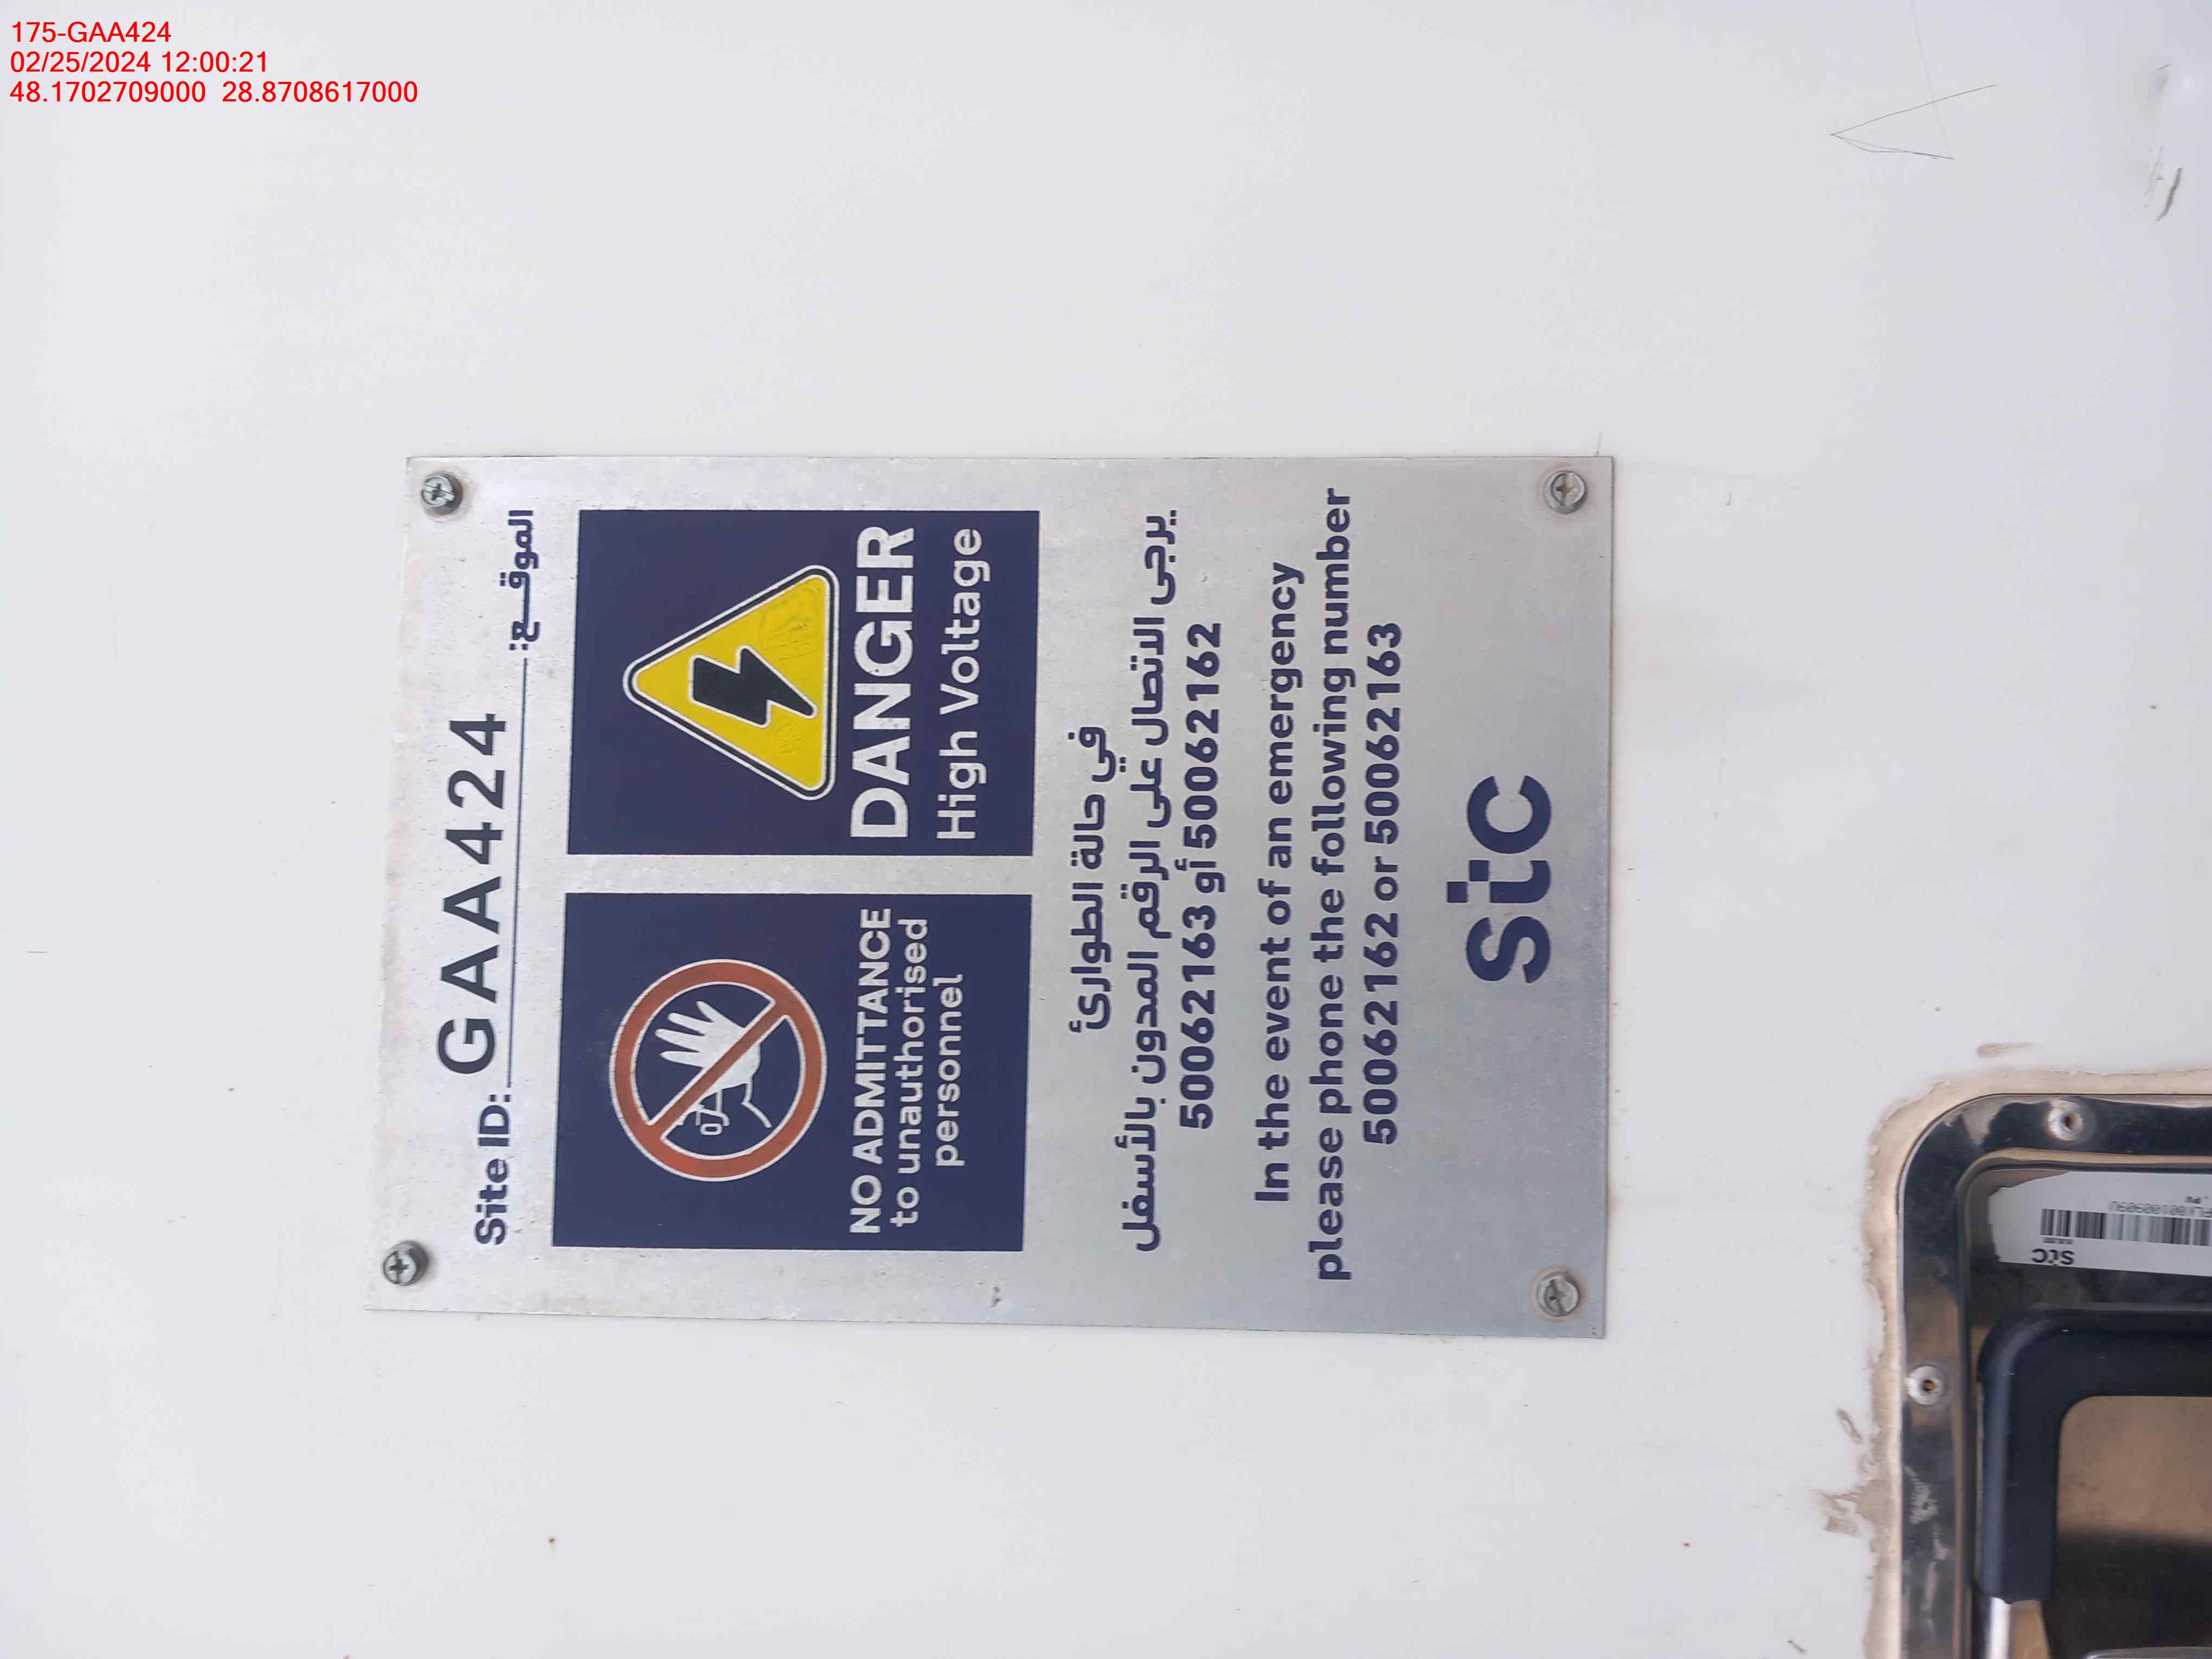 175-GAA424
02/25/2024 12:00:21
48.1702709000 28.8708617000
Site ID: GAA424 الموقع:
NO ADMITTANCE
to unauthorised
personnel
DANGER
High Voltage
في حالة الطوارئ
يرجى الاتصال على الرقم المدون بالأسفل
50062163 أو 50062162
In the event of an emergency
please phone the following number
50062162 or 50062163
stc
stc